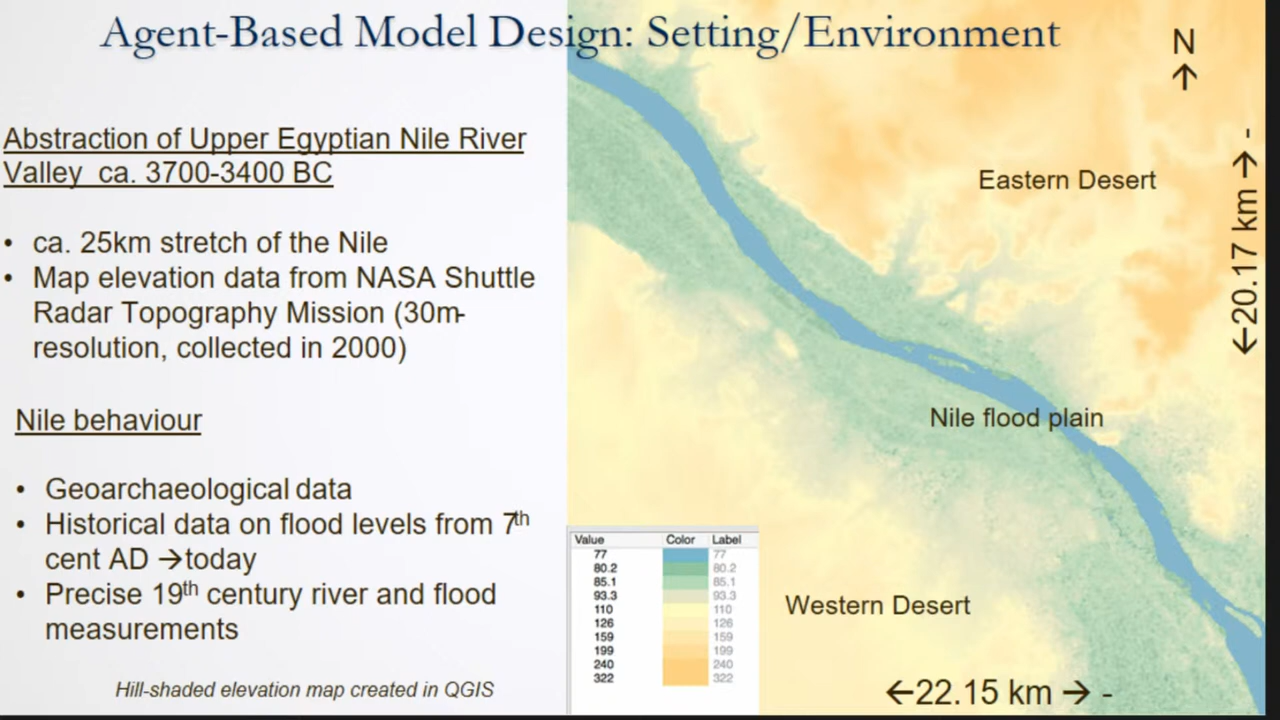 Agent-Based Model Design: Setting/Environment
Abstraction of Upper Egyptian Nile River
Valley ca. 3700-3400 BC
• ca. 25km stretch of the Nile
• Map elevation data from NASA Shuttle
Radar Topography Mission (30m-
resolution, collected in 2000)
Nile behaviour
• Geoarchaeological data
• Historical data on flood levels from 7th
cent AD →today
• Precise 19th century river and flood
measurements
Hill-shaded elevation map created in QGIS
N
↑
Eastern Desert
←20.17 km → -
Nile flood plain
Western Desert
←22.15 km → -
Value Color Label
77 77
80.2 80.2
85.1 85.1
93.3 93.3
110 110
126 126
159 159
199 199
240 240
322 322